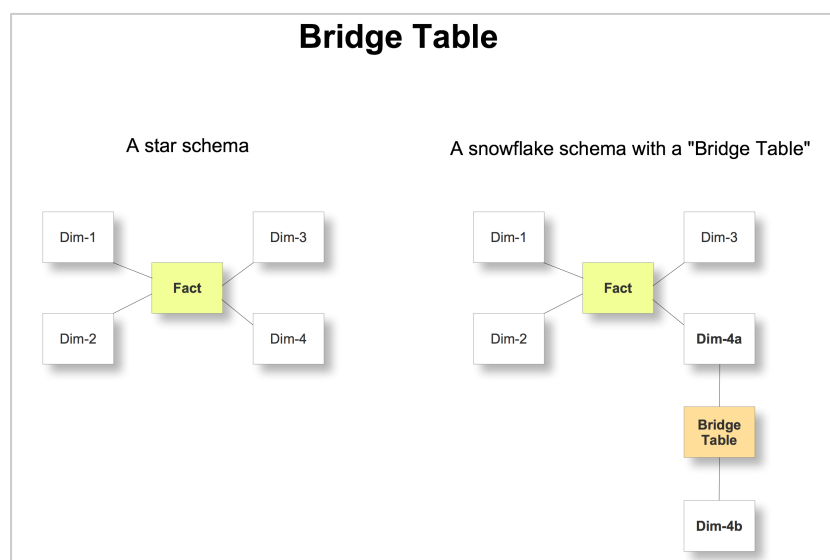 Bridge Table
A star schema
A snowflake schema with a "Bridge Table"
Dim-1
Dim-3
Fact
Dim-2
Dim-4
Dim-1
Dim-3
Fact
Dim-2
Dim-4a
Bridge
Table
Dim-4b